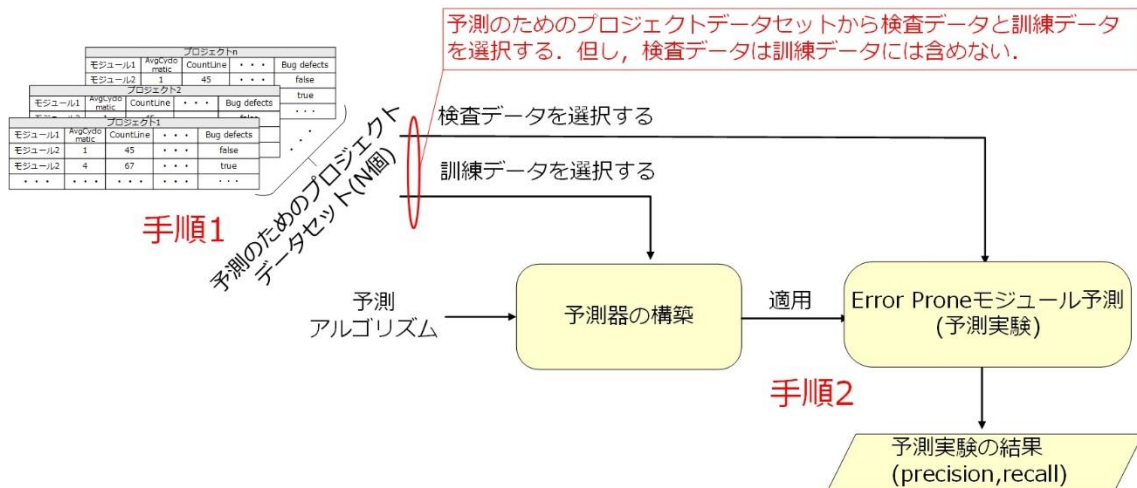 予測のためのプロジェクトデータセットから検査データと訓練データ
を選択する．但し，検査データは訓練データには含めない．
プロジェクトn
モジュール1 AvgCyclo matic CountLine ・・・ Bug defects
モジュール2 1 45 ・・・ false
true
・・・
プロジェクト2
モジュール1 AvgCyclo matic CountLine ・・・ Bug defects
プロジェクト1
モジュール1 AvgCyclo matic CountLine ・・・ Bug defects
モジュール2 1 45 ・・・ false
モジュール2 4 67 ・・・ true
・・・ ・・・ ・・・ ・・・ ・・・
・・・
予測のためのプロジェクト
データセット(N個)
手順1
検査データを選択する
訓練データを選択する
予測
アルゴリズム
予測器の構築
適用
Error Proneモジュール予測
(予測実験)
手順2
予測実験の結果
(precision,recall)